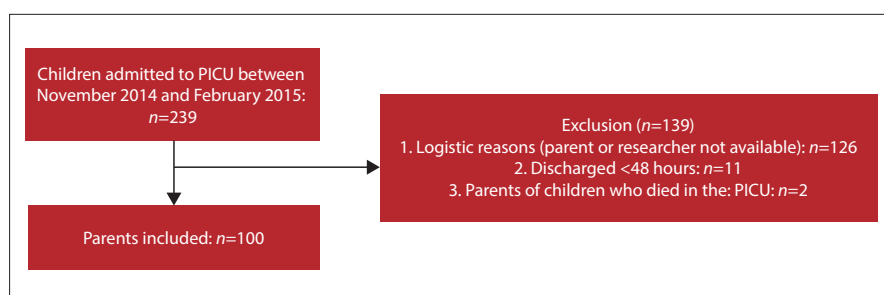 Children admitted to PICU between
November 2014 and February 2015:
n=239
Exclusion (n=139)
1. Logistic reasons (parent or researcher not available): n=126
2. Discharged <48 hours: n=11
3. Parents of children who died in the: PICU: n=2
Parents included: n=100